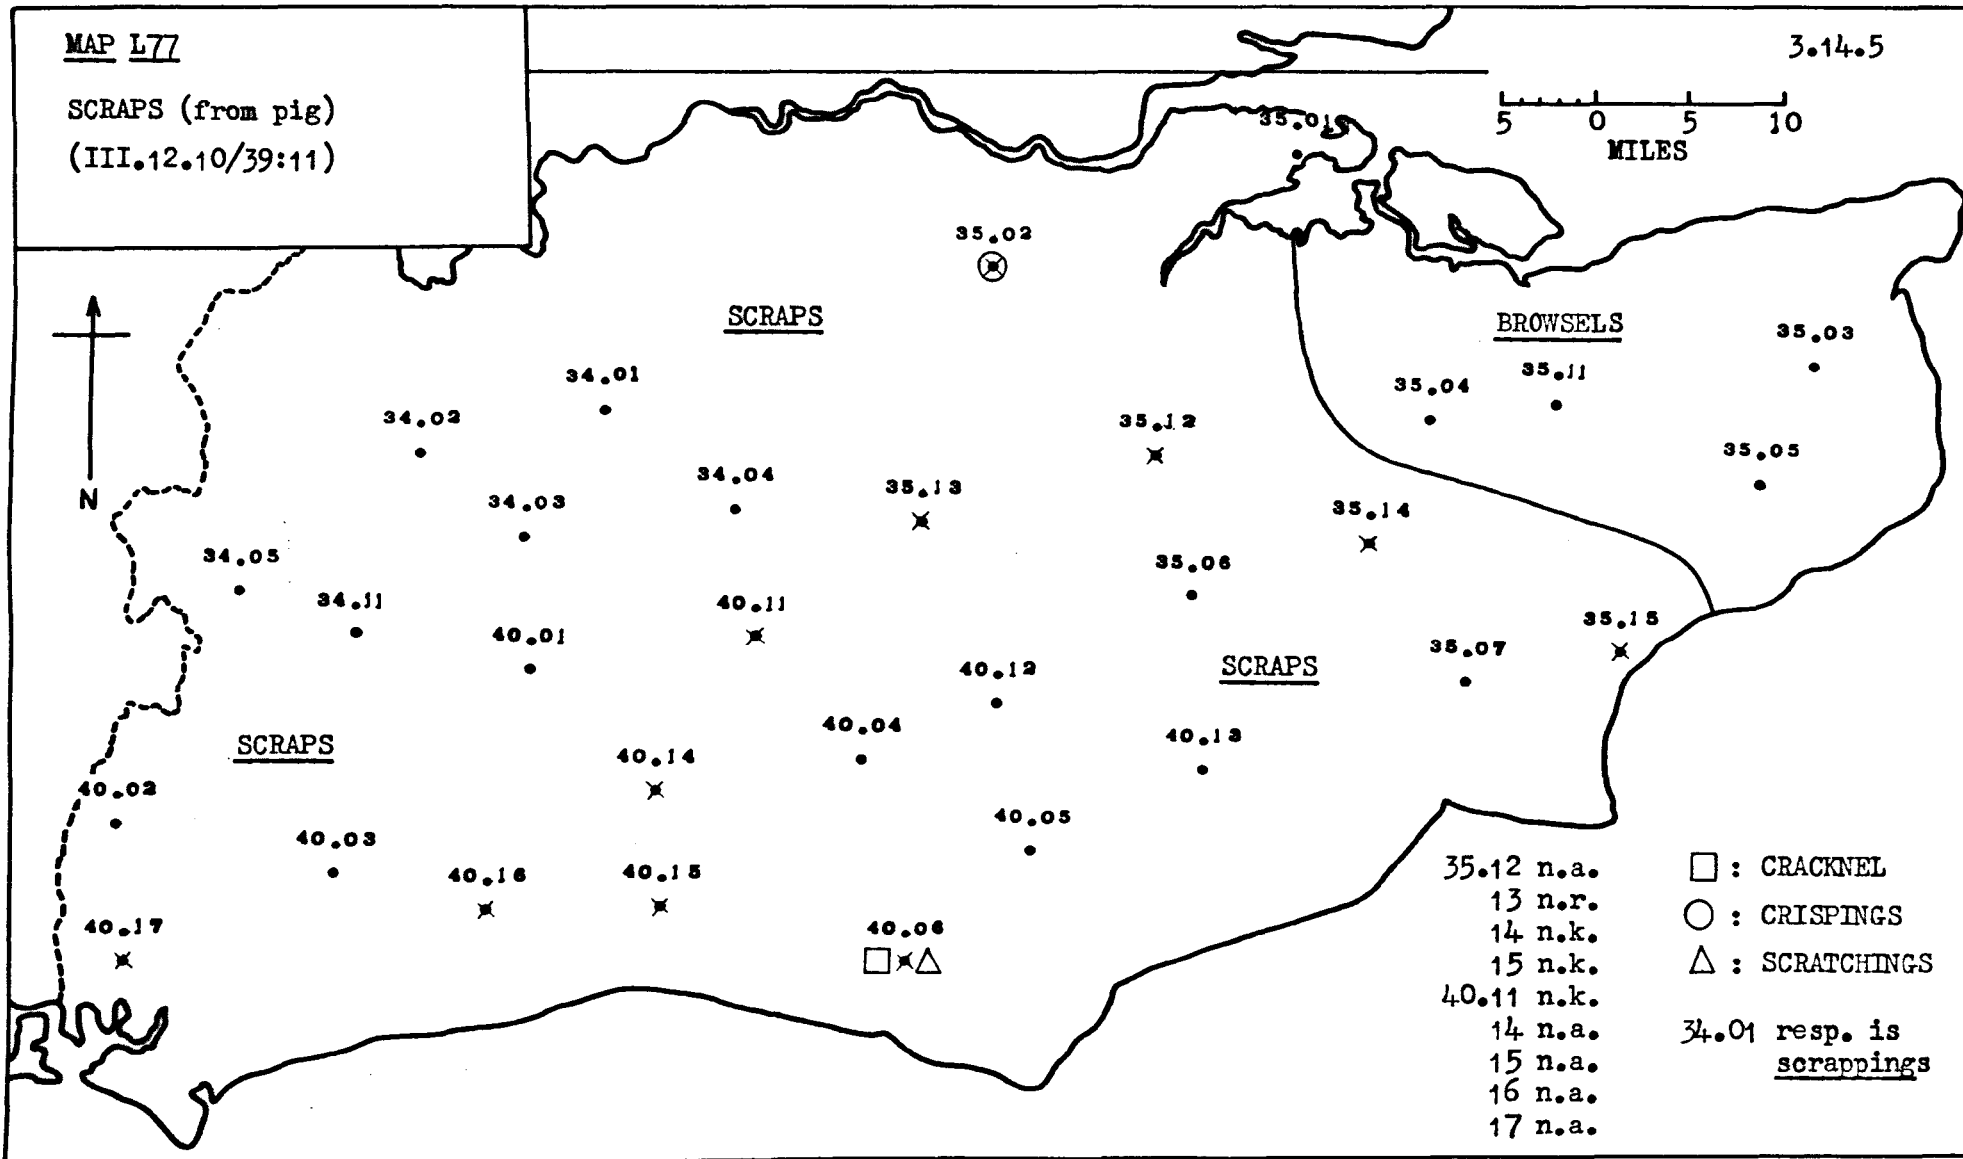 MAP L77
SCRAPS (from pig)
(III.12.10/39:11)
3.14.5
5 0 5 10
MILES
35.01
35.02
SCRAPS
BROWSELS
35.03
34.01
35.11
35.04
34.02
35.12
35.05
34.04
35.13
34.03
35.14
N
34.05
35.06
34.11
40.11
40.01
35.15
35.07
40.12
SCRAPS
SCRAPS
40.04
40.13
40.14
40.02
40.05
40.03
40.16
40.15
40.17
40.06
35.12 n.a.
13 n.r.
14 n.k.
15 n.k.
40.11 n.k.
14 n.a.
15 n.a.
16 n.a.
17 n.a.
: CRACKNEL
: CRISPINGS
: SCRATCHINGS
34.01 resp. is
scrappings